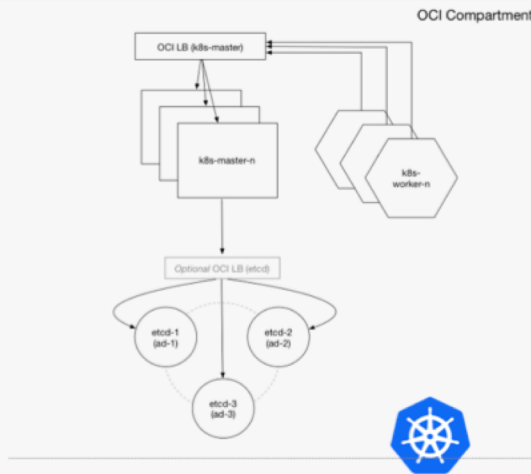 OCI Compartment
OCI LB (k8s-master)
k8s-master-n
k8s-
worker-n
Optional OCI LB (etcd)
etcd-1
(ad-1)
etcd-2
(ad-2)
etcd-3
(ad-3)